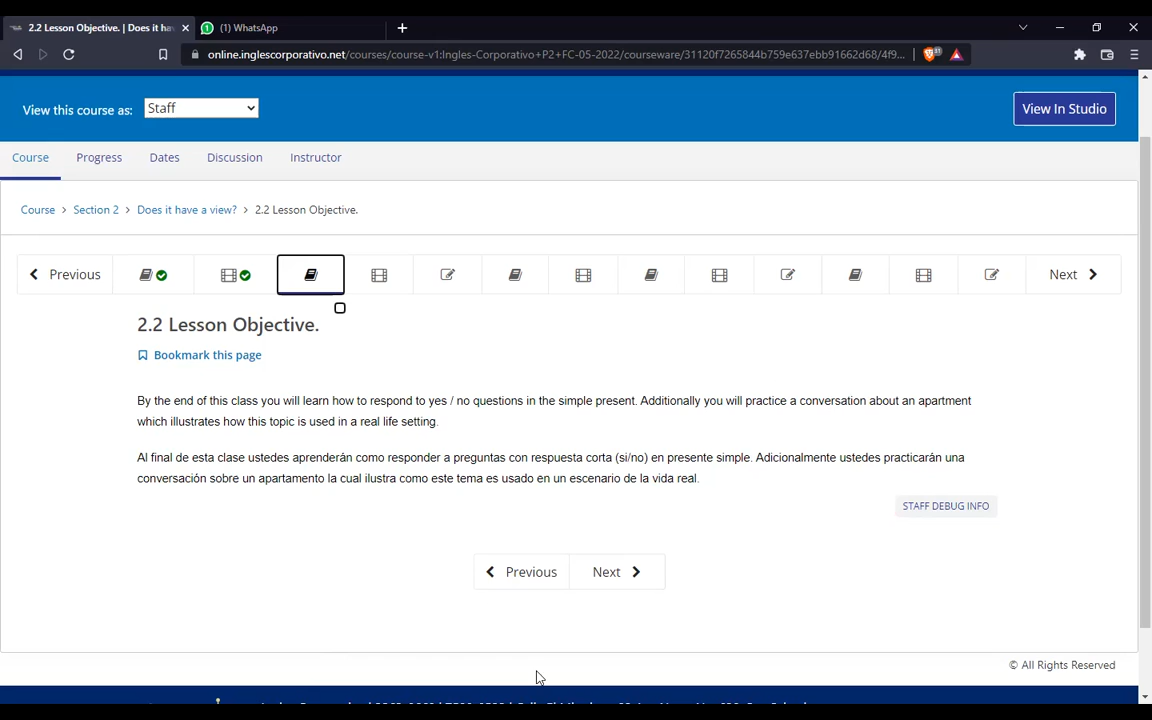 2.2 Lesson Objective. | Does it ha
(1) WhatsApp
online.inglescorporativo.net/courses/course-v1:Ingles-Corporativo+P2+FC-05-2022/courseware/31120f7265844b759e637ebb91662d68/4f9...
View this course as: Staff
View In Studio
Course Progress Dates Discussion Instructor
Course > Section 2 > Does it have a view? > 2.2 Lesson Objective.
Previous
Next
2.2 Lesson Objective.
Bookmark this page
By the end of this class you will learn how to respond to yes / no questions in the simple present. Additionally you will practice a conversation about an apartment
which illustrates how this topic is used in a real life setting.
Al final de esta clase ustedes aprenderán como responder a preguntas con respuesta corta (si/no) en presente simple. Adicionalmente ustedes practicarán una
conversación sobre un apartamento la cual ilustra como este tema es usado en un escenario de la vida real.
STAFF DEBUG INFO
Previous Next
© All Rights Reserved